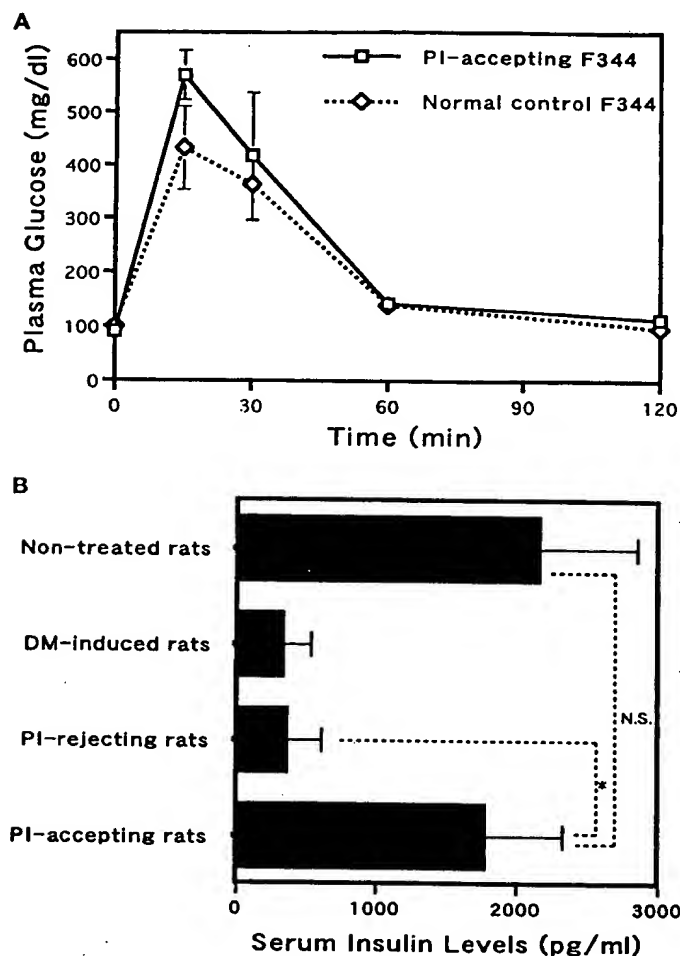 A
600
500
400
300
200
100
0
Plasma Glucose (mg/dl)
PI-accepting F344
Normal control F344
0 30 60 90 120
Time (min)
B
Non-treated rats
DM-induced rats
PI-rejecting rats
PI-accepting rats
N.S.
*
0 1000 2000 3000
Serum Insulin Levels (pg/ml)